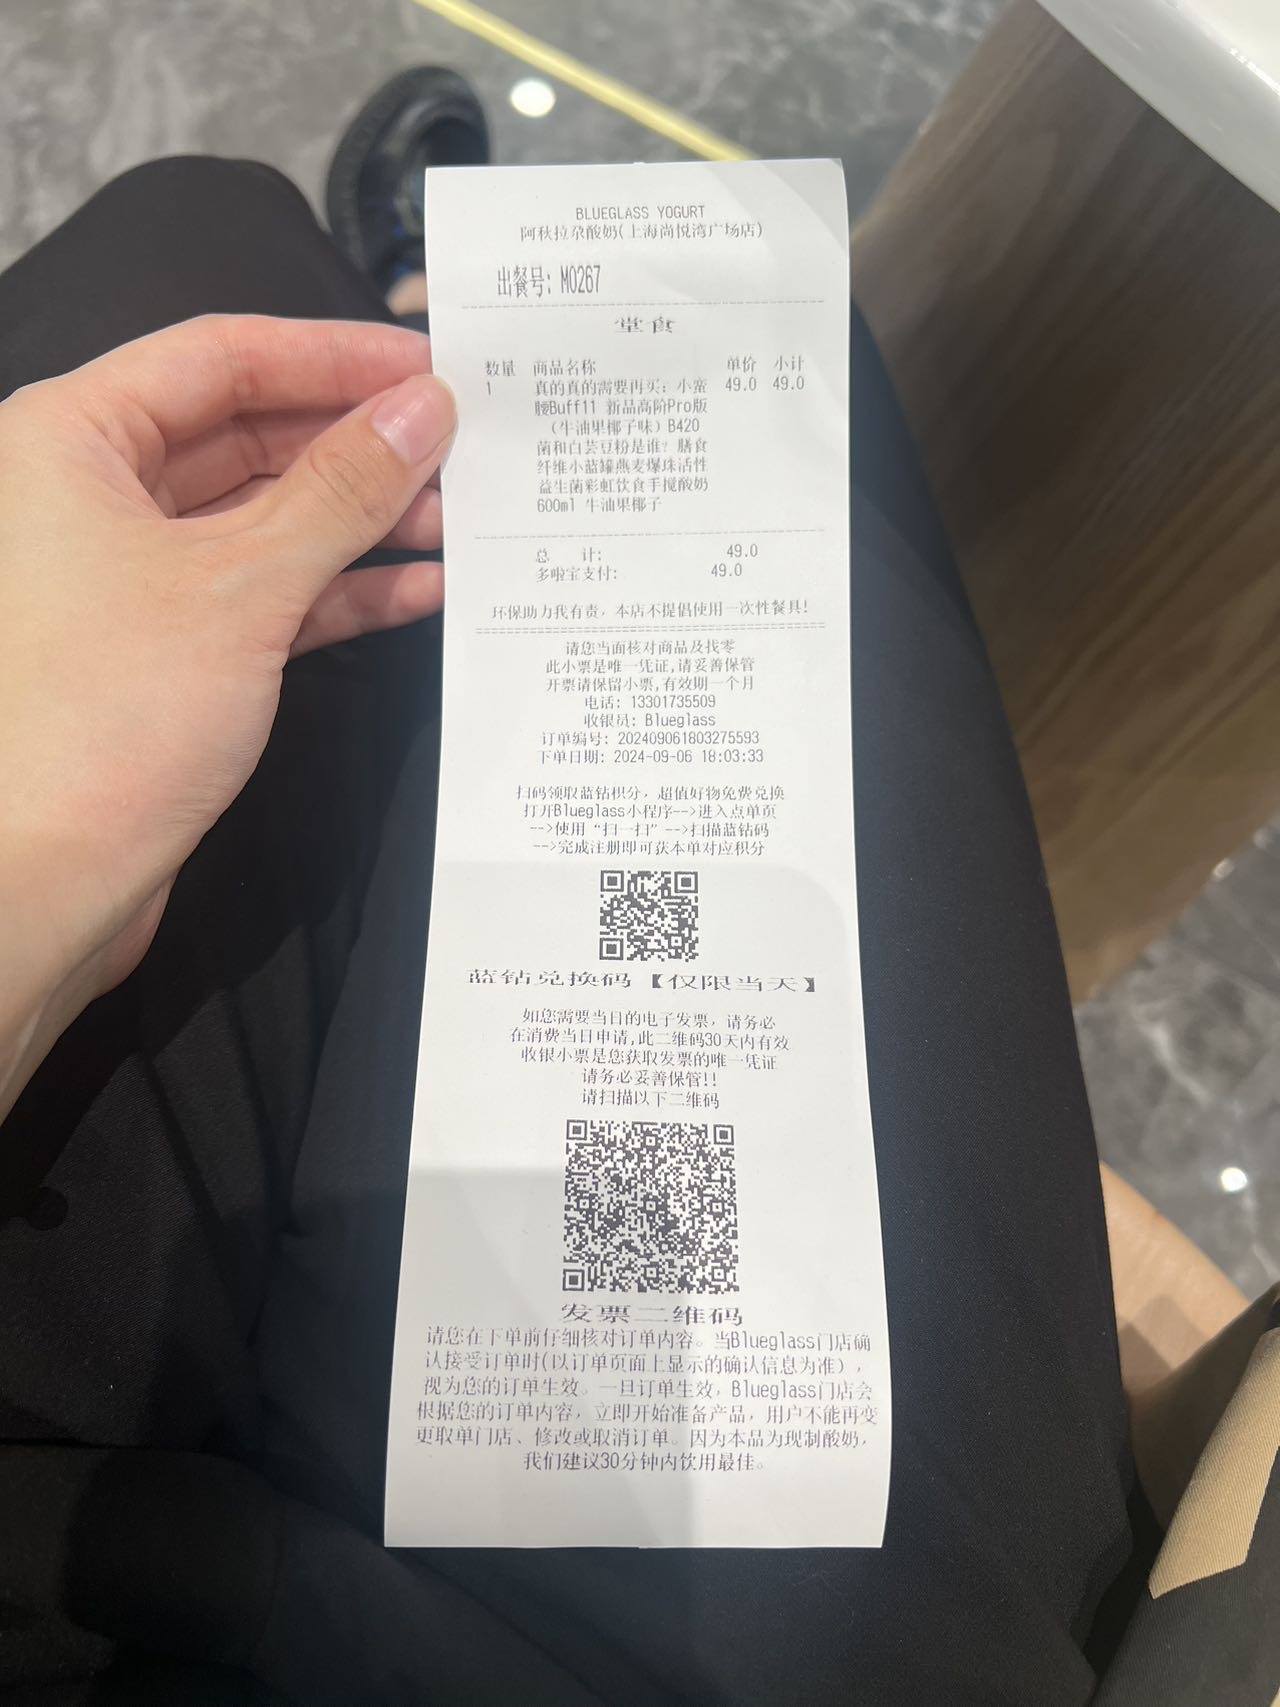 BLUEGLASS YOGURT
阿秋拉尕酸奶(上海尚悦湾广场店)
出餐号: M0267
堂食
数量 商品名称 单价 小计
1 真的真的需要再买：小蛮 49.0 49.0
腰Buff11 新品高阶Pro版
（牛油果椰子味）B420
菌和白芸豆粉是谁？膳食
纤维小蓝罐燕麦爆珠活性
益生菌彩虹饮食手搅酸奶
600ml 牛油果椰子
总 计: 49.0
多啦宝支付: 49.0
环保助力我有责，本店不提倡使用一次性餐具!
请您当面核对商品及找零
此小票是唯一凭证,请妥善保管
开票请保留小票,有效期一个月
电话: 13301735509
收银员: Blueglass
订单编号: 202409061803275593
下单日期: 2024-09-06 18:03:33
扫码领取蓝钻积分，超值好物免费兑换
打开Blueglass小程序-->进入点单页
-->使用“扫一扫”-->扫描蓝钻码
-->完成注册即可获本单对应积分
蓝钻兑换码【仅限当天】
如您需要当日的电子发票，请务必
在消费当日申请,此二维码30天内有效
收银小票是您获取发票的唯一凭证
请务必妥善保管!!
请扫描以下二维码
发票二维码
请您在下单前仔细核对订单内容。当Blueglass门店确
认接受订单时(以订单页面上显示的确认信息为准)，
视为您的订单生效。一旦订单生效，Blueglass门店会
根据您的订单内容，立即开始准备产品，用户不能再变
更取单门店、修改或取消订单。因为本品为现制酸奶，
我们建议30分钟内饮用最佳。